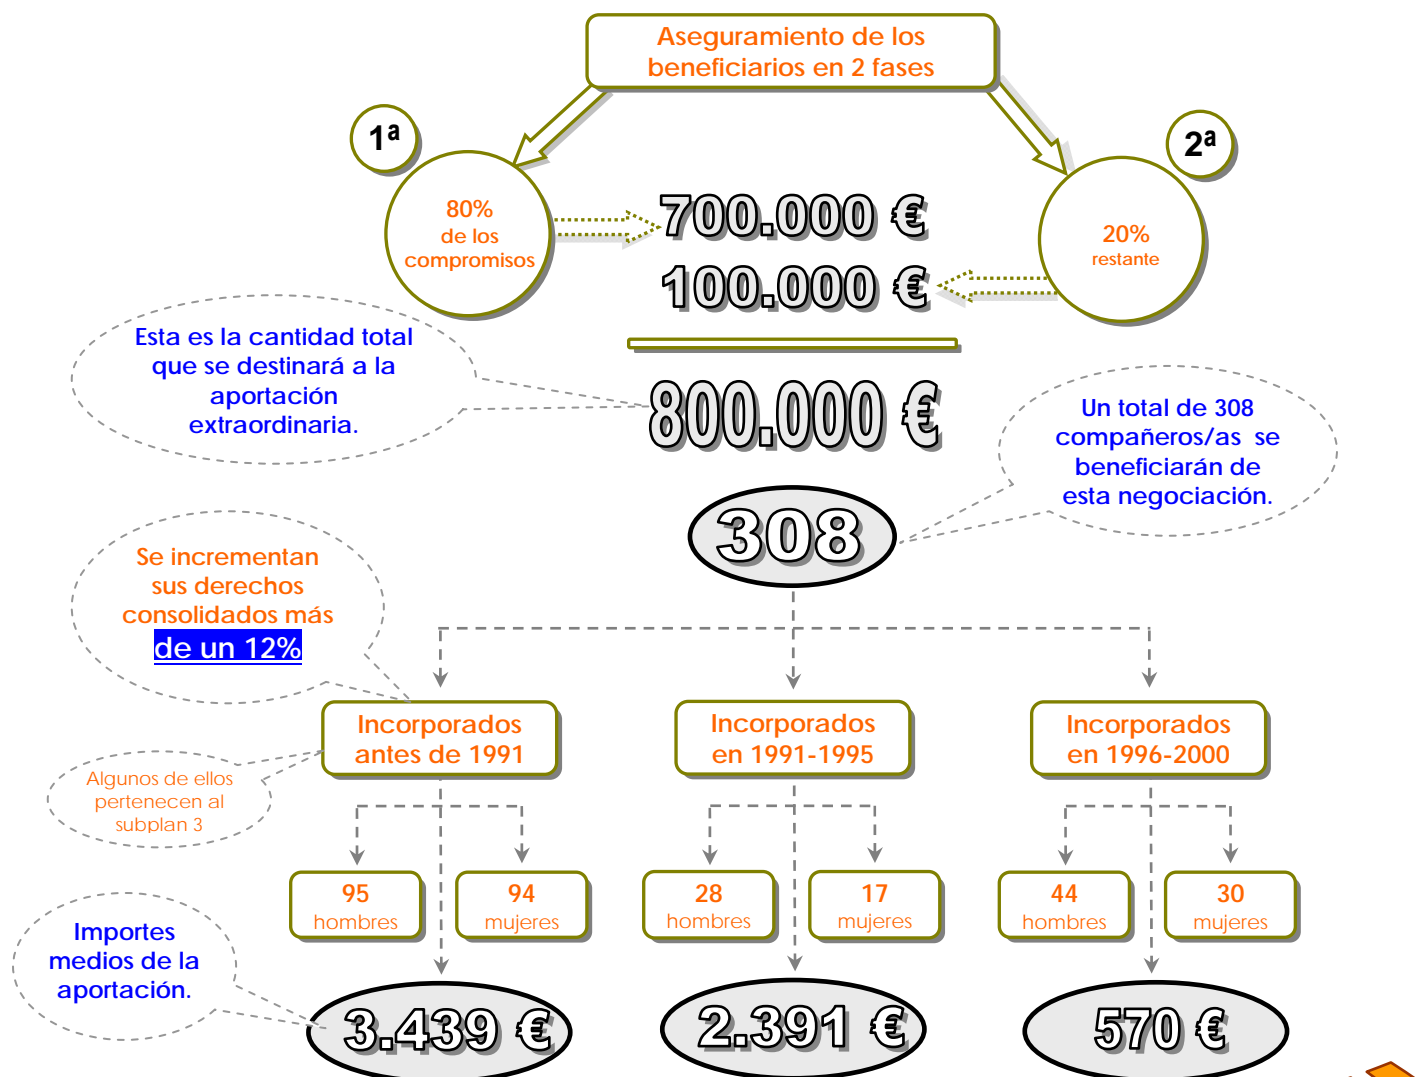 Aseguramiento de los
beneficiarios en 2 fases
1ª
2ª
80%
de los
compromisos
700.000 €
20%
restante
100.000 €
Esta es la cantidad total
que se destinará a la
aportación
extraordinaria.
800.000 €
Un total de 308
compañeros/as se
beneficiarán de
esta negociación.
308
Se incrementan
sus derechos
consolidados más
de un 12%
Incorporados
antes de 1991
Incorporados
en 1991-1995
Incorporados
en 1996-2000
Algunos de ellos
pertenecen al
subplan 3
95
hombres
94
mujeres
28
hombres
17
mujeres
44
hombres
30
mujeres
Importes
medios de la
aportación.
3.439 €
2.391 €
570 €